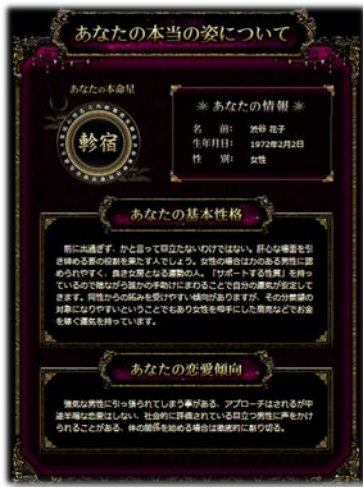 あなたの本当の姿について
あなたの本命星
軫宿
あなたの情報
名　前： 渋谷 花子
生年月日： 1972年2月2日
性　別： 女性
あなたの基本性格
前に出過ぎず、かと言って目立たないわけではない。肝心な場面を引
き締める要の役割を果たす人でしょう。女性の場合は力のある男性に認
められやすく、良き女房となる運勢の人。「サポートする性質」を持っ
ているので陰ながら誰かの手助けにまわることで自分の運気が安定して
きます。同性からの妬みを受けやすい傾向がありますが、その分羨望の
対象になりやすいということでもあり女性を相手にした商売などでお金
を稼ぐ運気を持っています。
あなたの恋愛傾向
強気な男性に引っ張られてしまう事がある、アプローチはされるが中
途半端な恋愛はしない、社会的に評価されている目立つ男性に声をかけ
られることがある、体の関係を始める場合は徹底的に割り切る。